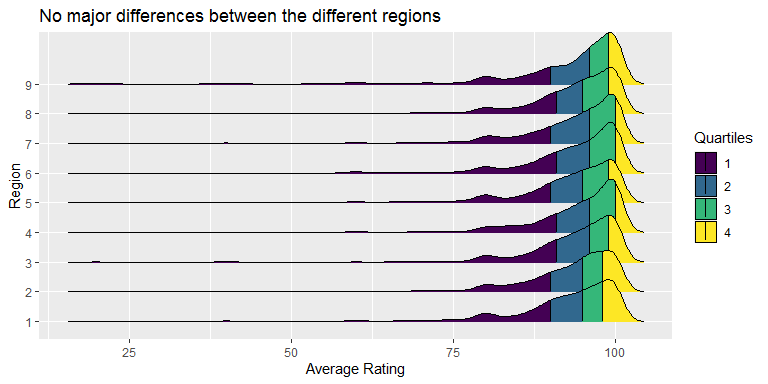 No major differences between the different regions
9
8
7
6
5
4
3
2
1
Region
25 50 75 100
Average Rating
Quartiles
1
2
3
4